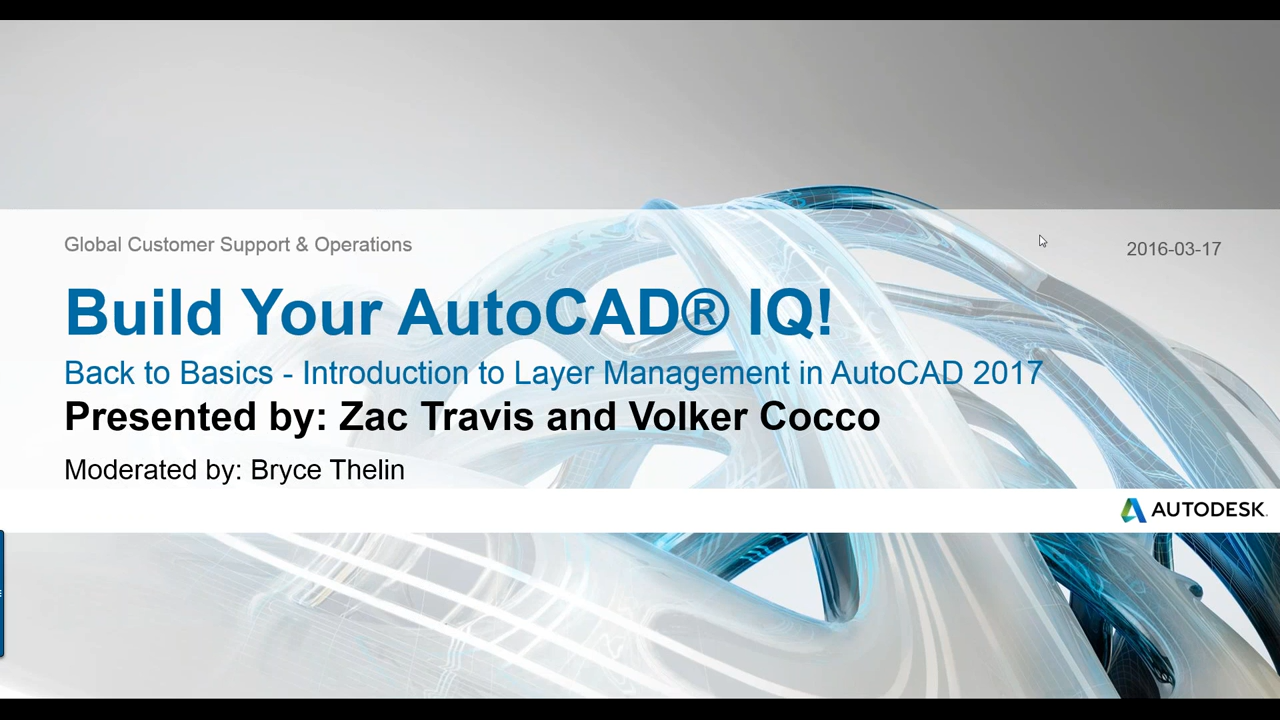 Global Customer Support & Operations
2016-03-17
Build Your AutoCAD® IQ!
Back to Basics - Introduction to Layer Management in AutoCAD 2017
Presented by: Zac Travis and Volker Cocco
Moderated by: Bryce Thelin
AUTODESK.